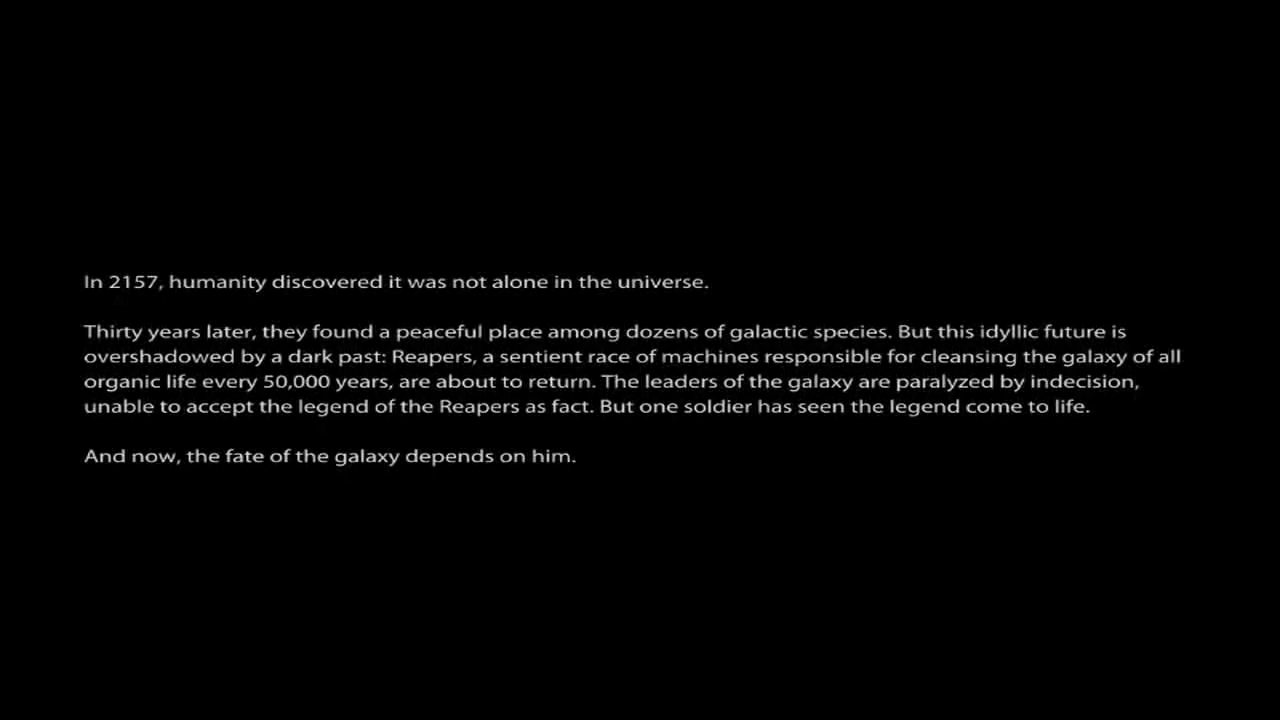 In 2157, humanity discovered it was not alone in the universe.
Thirty years later, they found a peaceful place among dozens of galactic species. But this idyllic future is
overshadowed by a dark past: Reapers, a sentient race of machines responsible for cleansing the galaxy of all
organic life every 50,000 years, are about to return. The leaders of the galaxy are paralyzed by indecision,
unable to accept the legend of the Reapers as fact. But one soldier has seen the legend come to life.
And now, the fate of the galaxy depends on him.